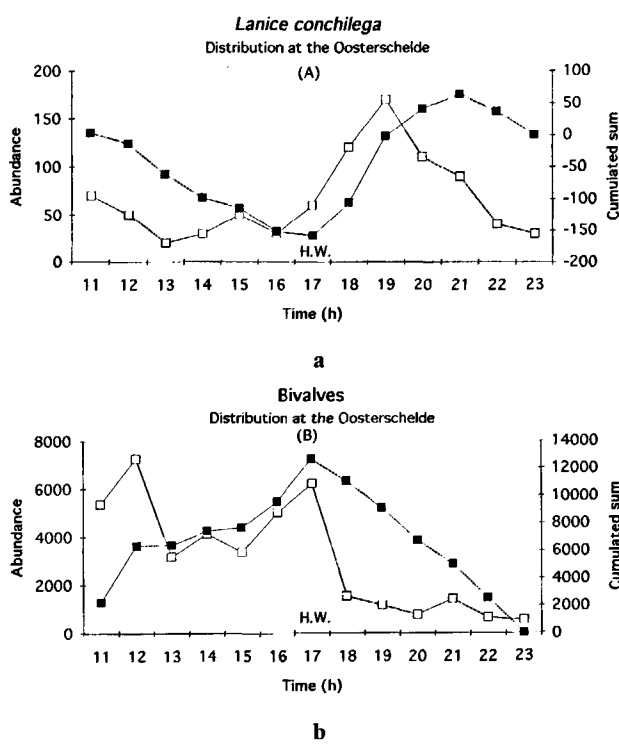 Lanice conchilega
Distribution at the Oosterschelde
(A)
200
150
100
50
0
Abundance
100
50
0
-50
-100
-150
-200
Cumulated sum
H.W.
11 12 13 14 15 16 17 18 19 20 21 22 23
Time (h)
a
Bivalves
Distribution at the Oosterschelde
(B)
8000
6000
4000
2000
0
Abundance
14000
12000
10000
8000
6000
4000
2000
0
Cumulated sum
H.W.
11 12 13 14 15 16 17 18 19 20 21 22 23
Time (h)
b